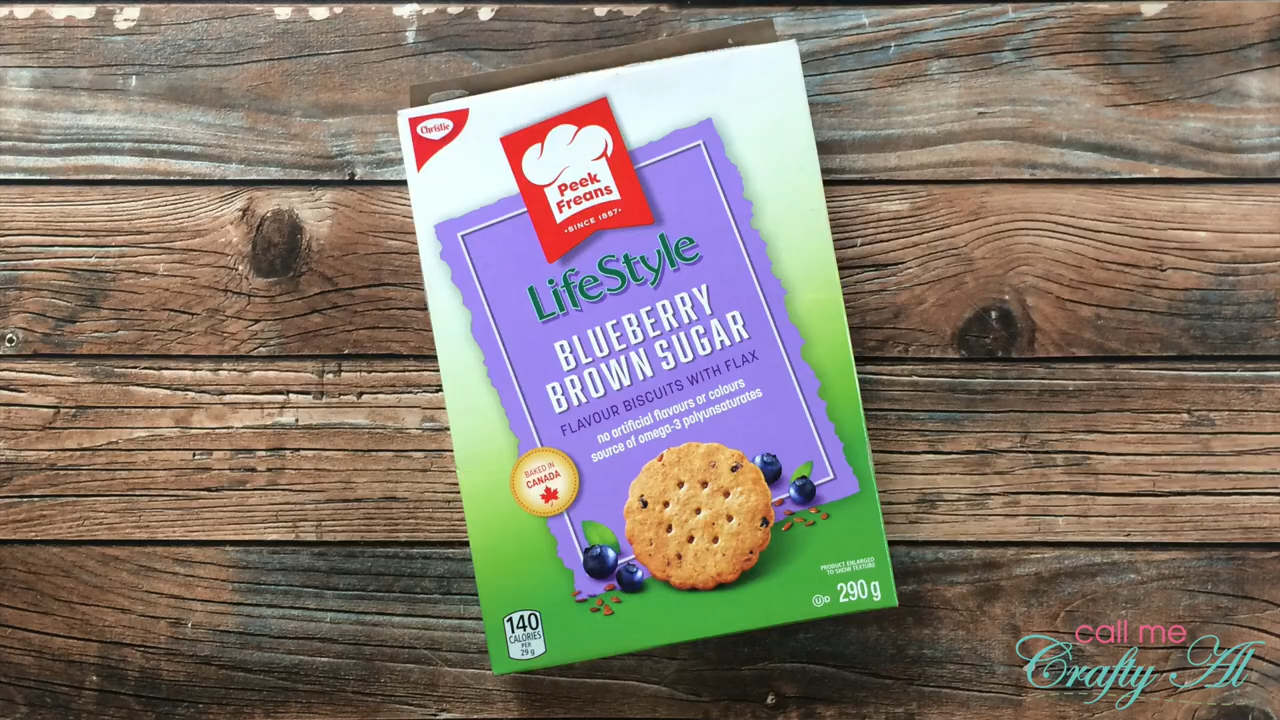 Christie
Peek
Freans
•SINCE 1857•
LifeStyle
BLUEBERRY
BROWN SUGAR
FLAVOUR BISCUITS WITH FLAX
no artificial flavours or colours
source of omega-3 polyunsaturates
BAKED IN
CANADA
PRODUCT ENLARGED
TO SHOW TEXTURE
U D 290 g
140
CALORIES
PER
29 g
call me
Crafty Al